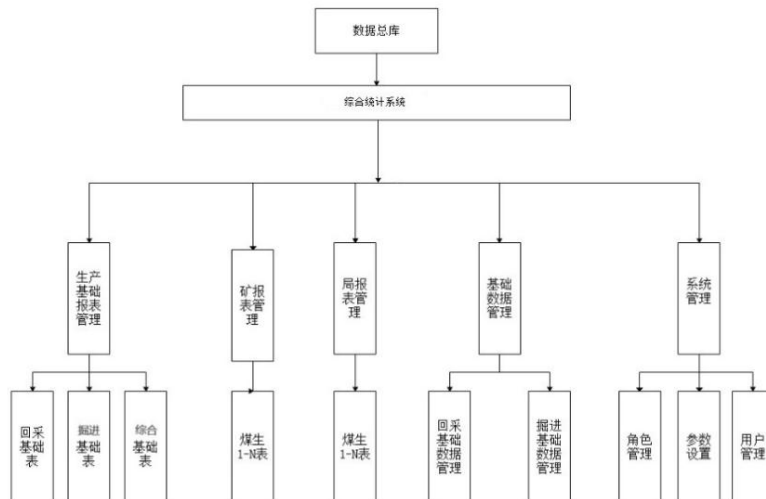 数据总库
综合统计系统
生产
基础
报表
管理
矿报
表管
理
局报
表管
理
基础
数据
管理
系统
管理
回采
基础
表
掘进
基础
表
综合
基础
表
煤生
1-N表
煤生
1-N表
回采
基础
数据
管理
掘进
基础
数据
管理
角色
管理
参数
设置
用户
管理